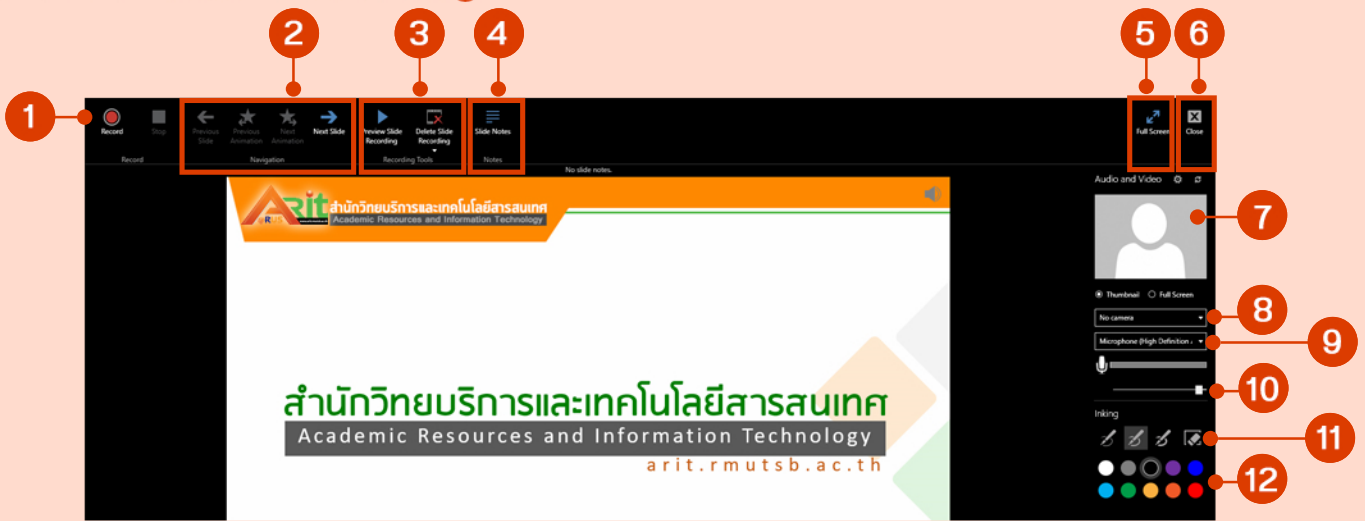 2
3
4
5
6
1
Record
Stop
Previous Slide
Previous Animation
Next Animation
Next Slide
Preview Slide Recording
Delete Slide Recording
Slide Notes
Full Screen
Close
Record
Navigation
Recording Tools
Notes
No slide notes.
Audio and Video
ARit สำนักวิทยบริการและเทคโนโลยีสารสนเทศ
RUS Academic Resources and Information Technology
7
Thumbnail Full Screen
No camera
8
Microphone (High Definition A
9
10
Inking
11
12
สำนักวิทยบริการและเทคโนโลยีสารสนเทศ
Academic Resources and Information Technology
arit.rmutsb.ac.th